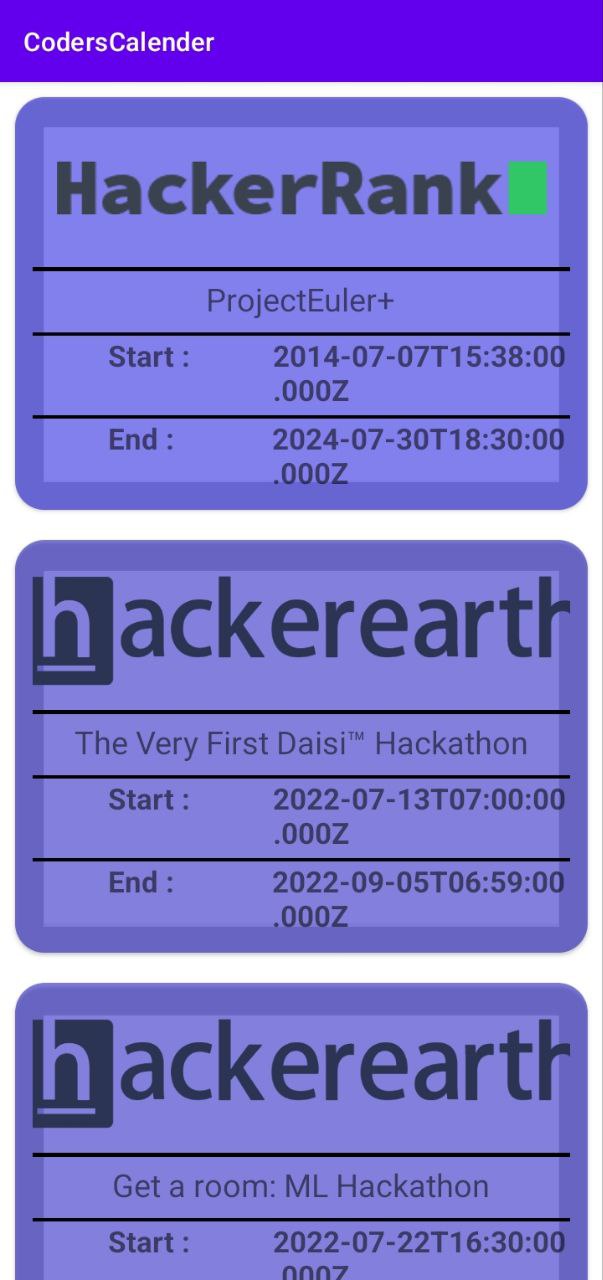 CodersCalender
HackerRank
ProjectEuler+
Start : 2014-07-07T15:38:00
.000Z
End : 2024-07-30T18:30:00
.000Z
hackerearth
The Very First Daisi™ Hackathon
Start : 2022-07-13T07:00:00
.000Z
End : 2022-09-05T06:59:00
.000Z
hackerearth
Get a room: ML Hackathon
Start : 2022-07-22T16:30:00
.000Z